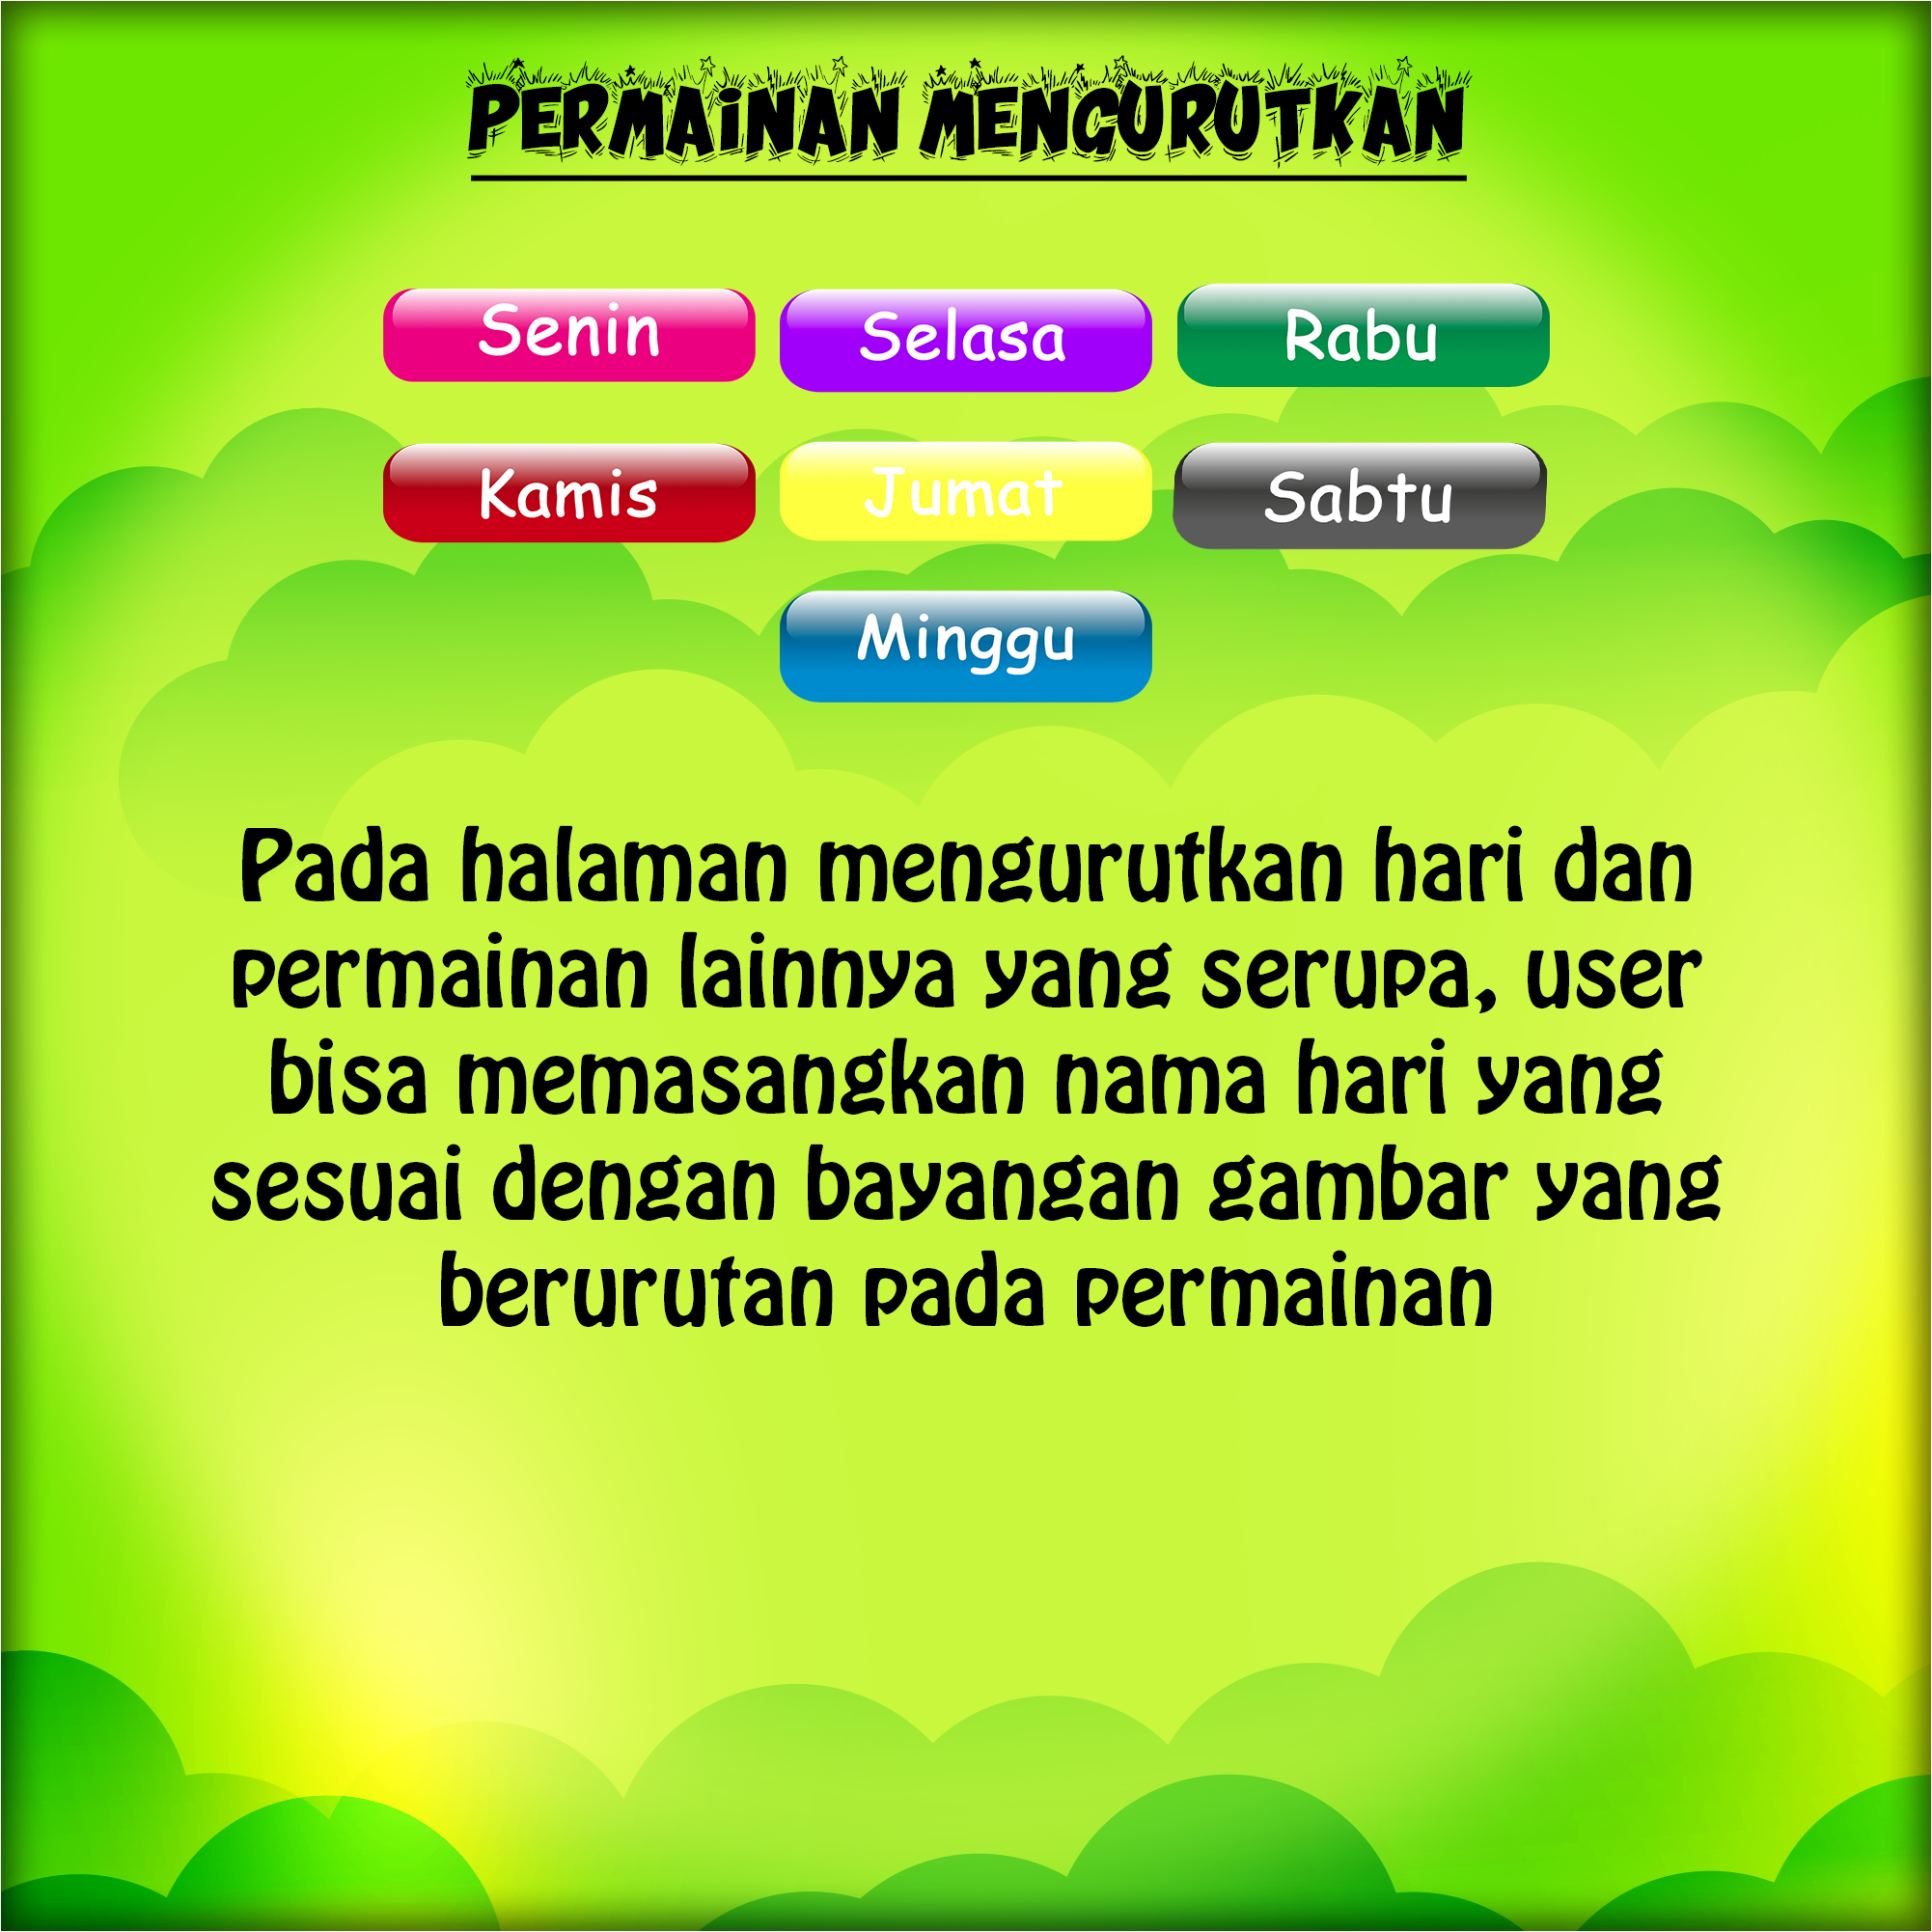 PERMAINAN MENGURUTKAN
Senin Selasa Rabu
Kamis Jumat Sabtu
Minggu
Pada halaman mengurutkan hari dan
permainan lainnya yang serupa, user
bisa memasangkan nama hari yang
sesuai dengan bayangan gambar yang
berurutan pada permainan